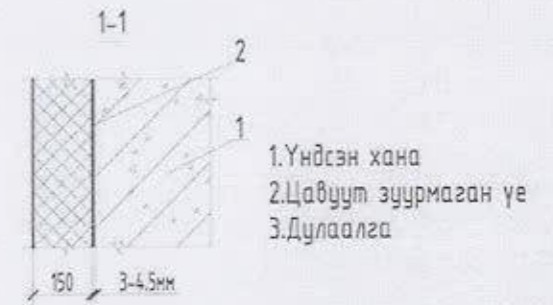 1-1
2
1
1.Үндсэн хана
2.Цавуут зуурмаган үе
3.Дулаалга
150 3-4.5мм